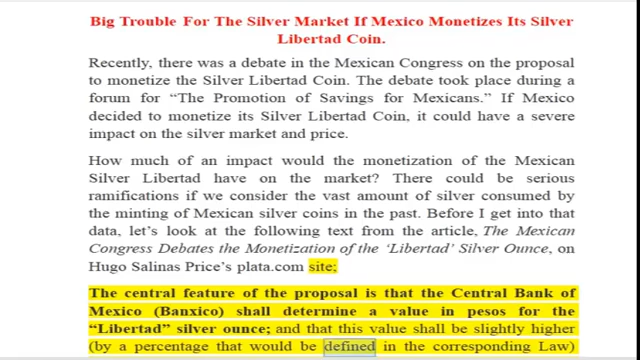 Big Trouble For The Silver Market If Mexico Monetizes Its Silver
Libertad Coin.
Recently, there was a debate in the Mexican Congress on the proposal
to monetize the Silver Libertad Coin. The debate took place during a
forum for “The Promotion of Savings for Mexicans.” If Mexico
decided to monetize its Silver Libertad Coin, it could have a severe
impact on the silver market and price.
How much of an impact would the monetization of the Mexican
Silver Libertad have on the market? There could be serious
ramifications if we consider the vast amount of silver consumed by
the minting of Mexican silver coins in the past. Before I get into that
data, let’s look at the following text from the article, The Mexican
Congress Debates the Monetization of the ‘Libertad’ Silver Ounce, on
Hugo Salinas Price’s plata.com site;
The central feature of the proposal is that the Central Bank of
Mexico (Banxico) shall determine a value in pesos for the
“Libertad” silver ounce; and that this value shall be slightly higher
(by a percentage that would be defined in the corresponding Law)